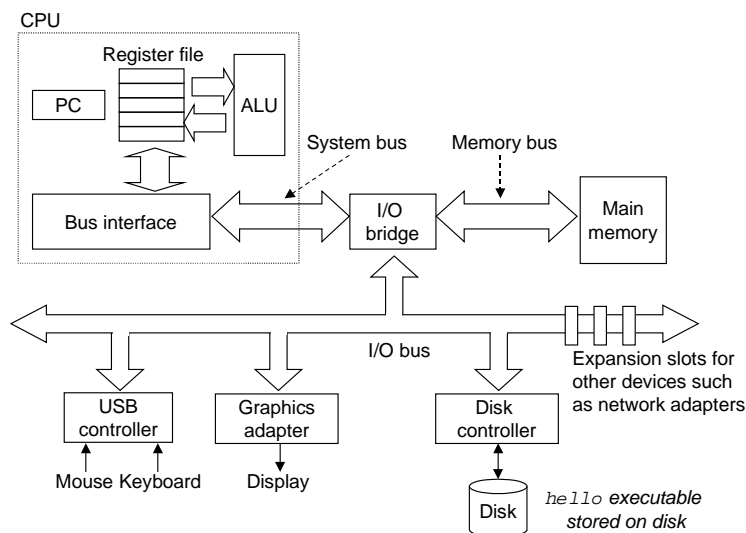 CPU
Register file
PC
ALU
System bus
Memory bus
Bus interface
I/O
bridge
Main
memory
I/O bus
Expansion slots for
other devices such
as network adapters
USB
controller
Graphics
adapter
Disk
controller
Mouse Keyboard
Display
Disk
hello executable
stored on disk